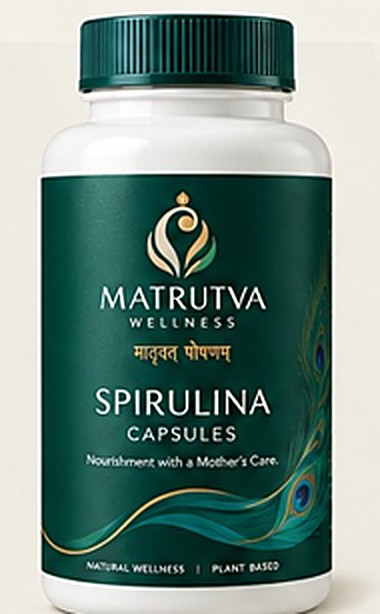 MATRUTVA
WELLNESS
मातृवत् पोषणम्
SPIRULINA
CAPSULES
Nourishment with a Mother's Care.
NATURAL WELLNESS | PLANT BASED